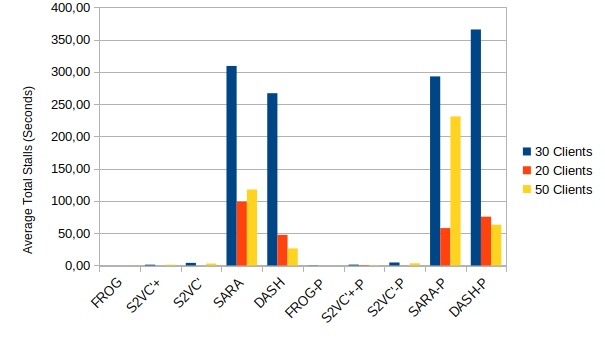 400,00
350,00
300,00
250,00
200,00
150,00
100,00
50,00
0,00
Average Total Stalls (Seconds)
FROG
S2VC'+
S2VC'
SARA
DASH
FROG-P
S2VC'+-P
S2VC'-P
SARA-P
DASH-P
30 Clients
20 Clients
50 Clients